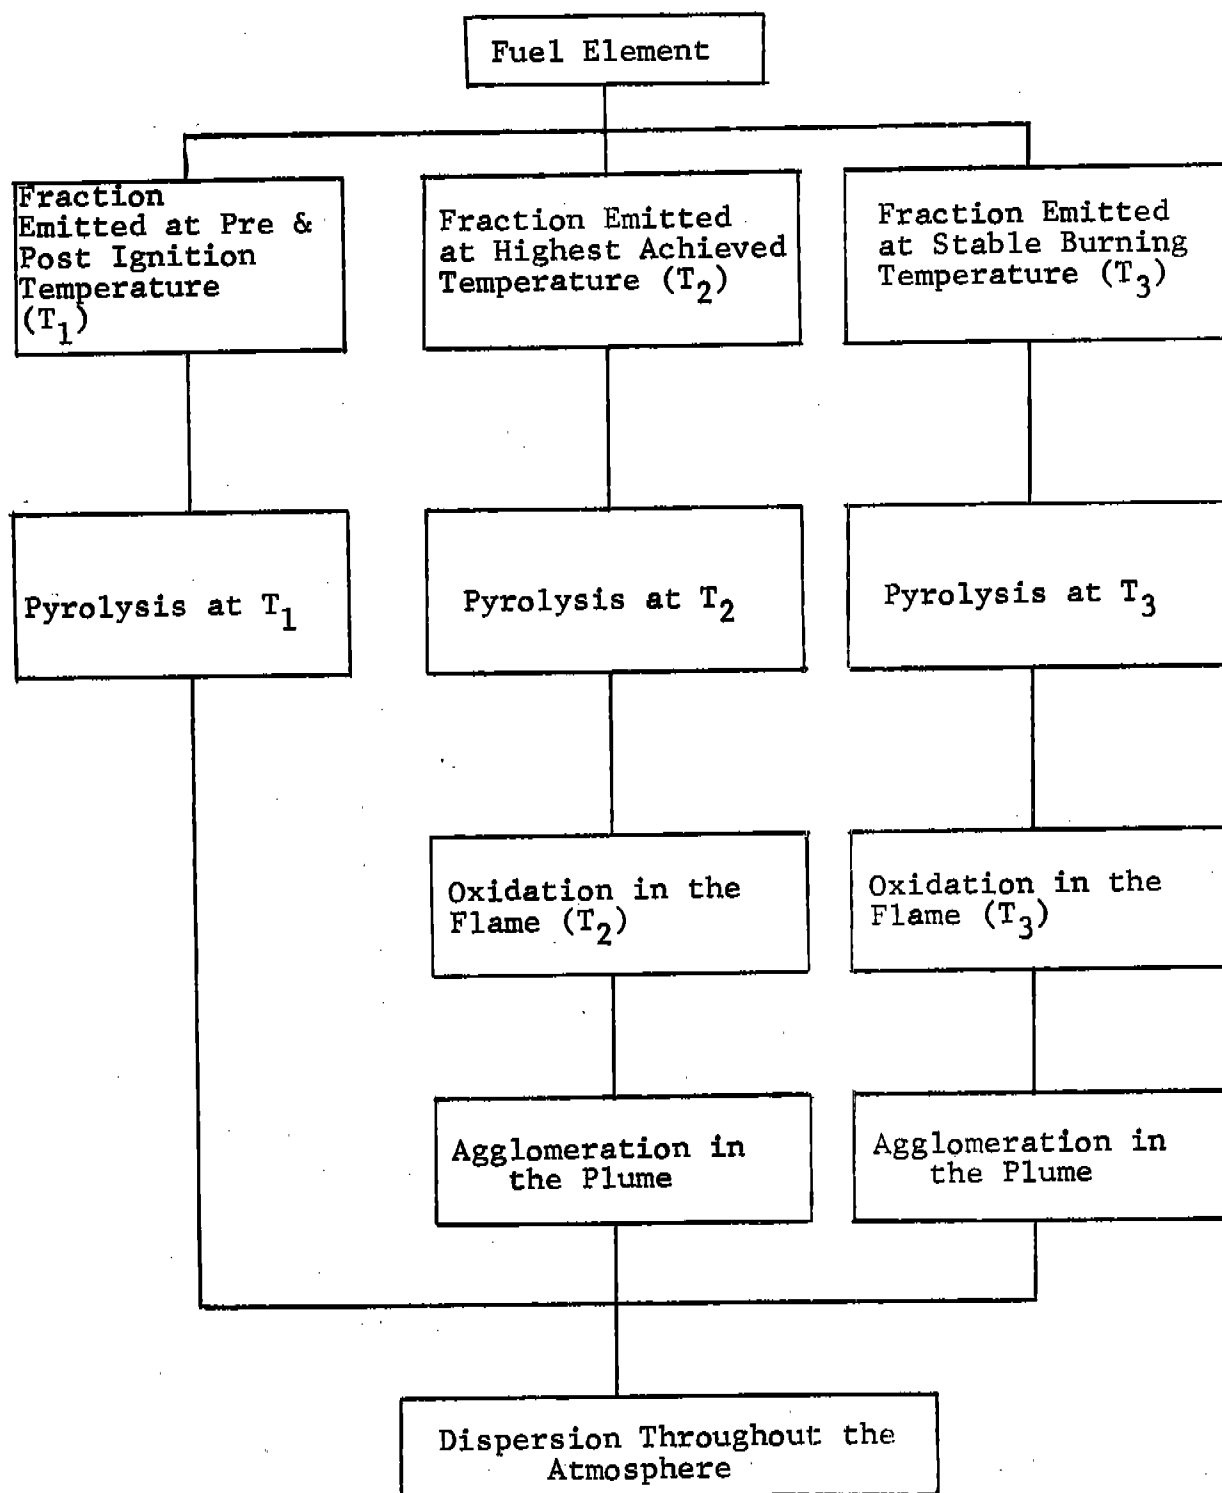 Fuel Element
Fraction
Emitted at Pre &
Post Ignition
Temperature
(T₁)
Fraction Emitted
at Highest Achieved
Temperature (T₂)
Fraction Emitted
at Stable Burning
Temperature (T₃)
Pyrolysis at T₁
Pyrolysis at T₂
Pyrolysis at T₃
Oxidation in the
Flame (T₂)
Oxidation in the
Flame (T₃)
Agglomeration in
the Plume
Agglomeration in
the Plume
Dispersion Throughout the
Atmosphere